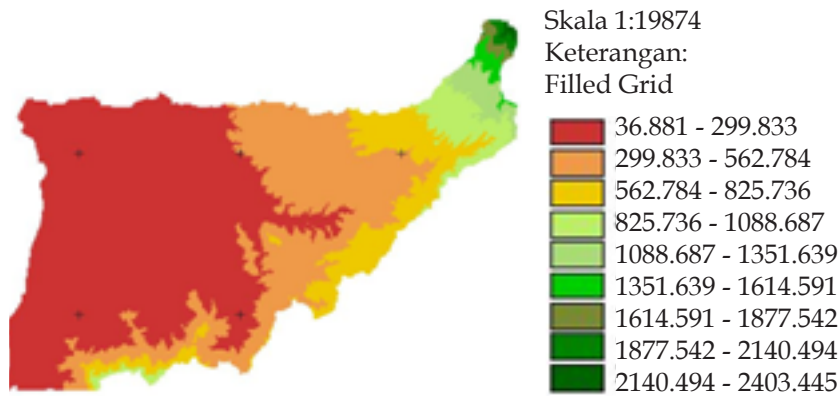 Skala 1:19874
Keterangan:
Filled Grid
36.881 - 299.833
299.833 - 562.784
562.784 - 825.736
825.736 - 1088.687
1088.687 - 1351.639
1351.639 - 1614.591
1614.591 - 1877.542
1877.542 - 2140.494
2140.494 - 2403.445